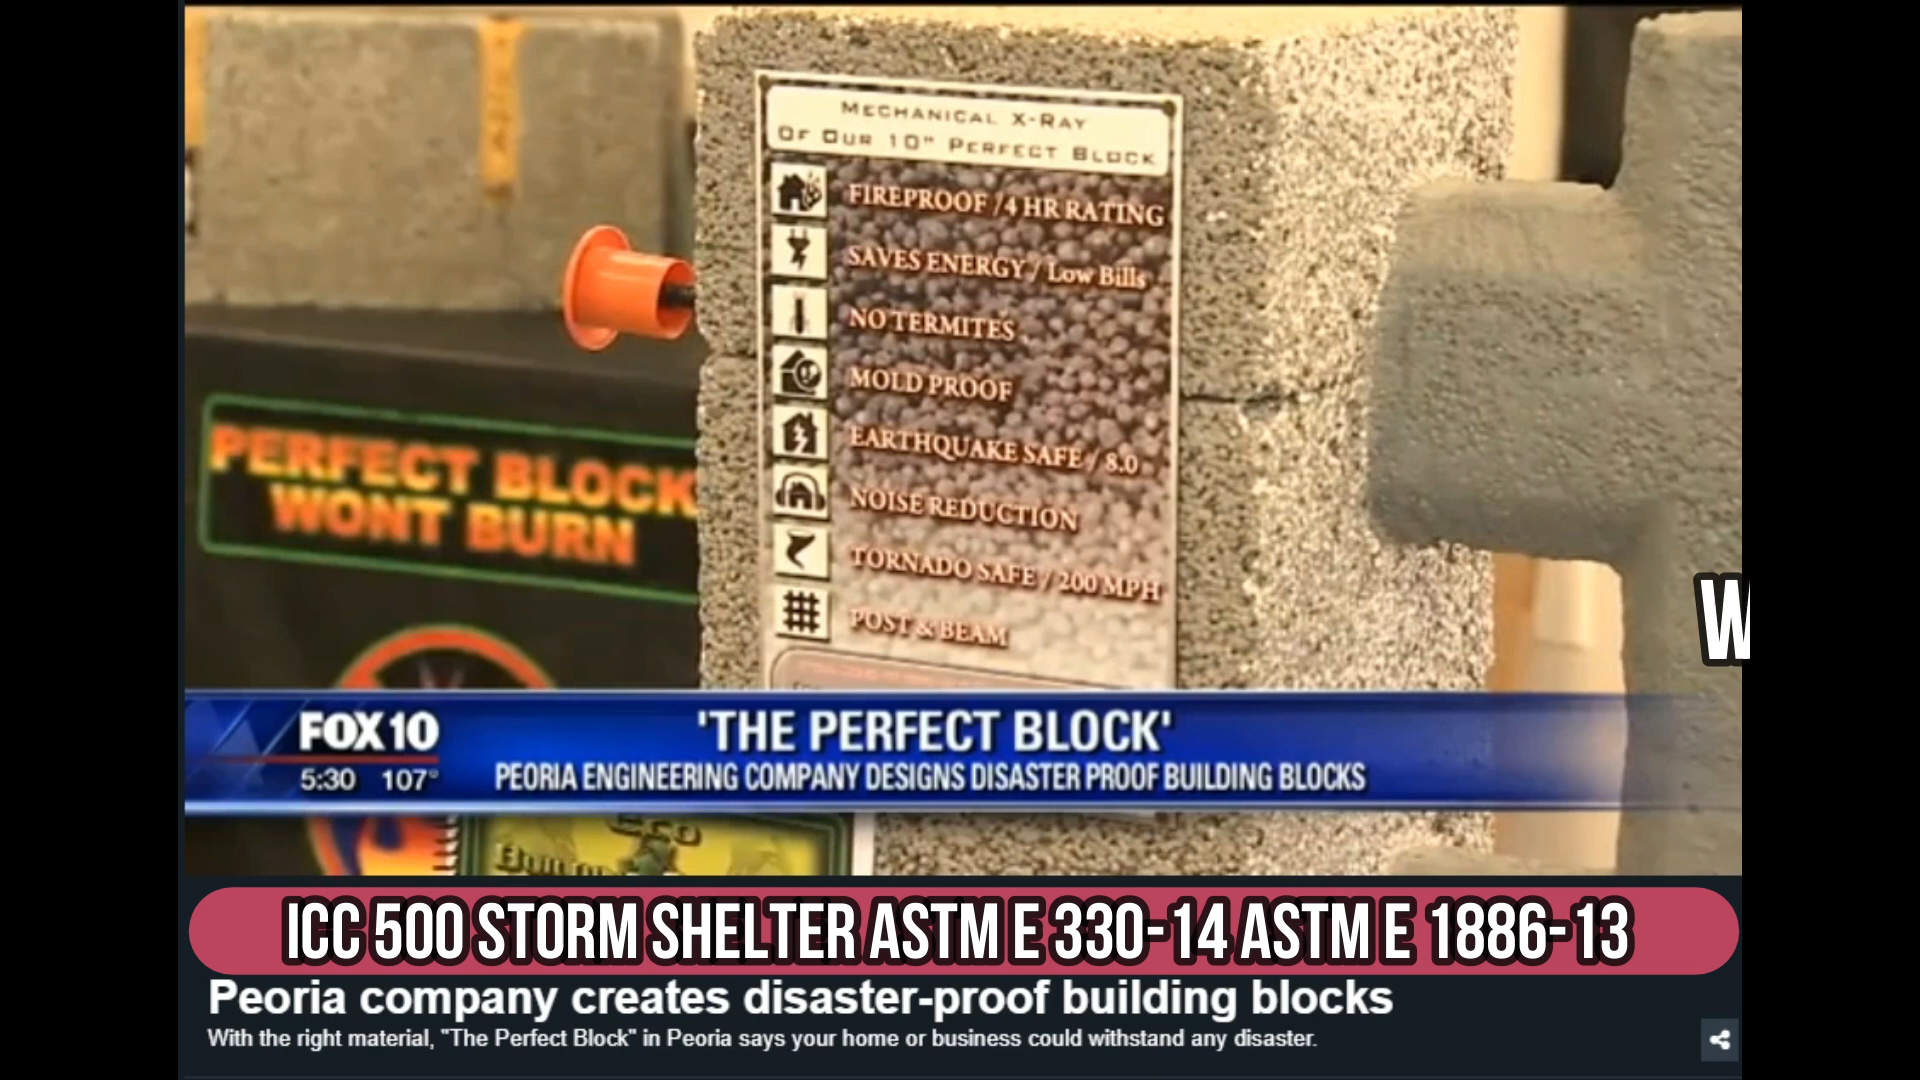 MECHANICAL X-RAY
OF OUR 10" PERFECT BLOCK
FIREPROOF / 4 HR RATING
SAVES ENERGY / Low Bills
NO TERMITES
MOLD PROOF
EARTHQUAKE SAFE / 8.0
NOISE REDUCTION
TORNADO SAFE / 200 MPH
POST & BEAM
PERFECT BLOCK
WONT BURN
W
FOX 10
5:30 107°
'THE PERFECT BLOCK'
PEORIA ENGINEERING COMPANY DESIGNS DISASTER PROOF BUILDING BLOCKS
ECO
ICC 500 STORM SHELTER ASTM E 330-14 ASTM E 1886-13
Peoria company creates disaster-proof building blocks
With the right material, "The Perfect Block" in Peoria says your home or business could withstand any disaster.